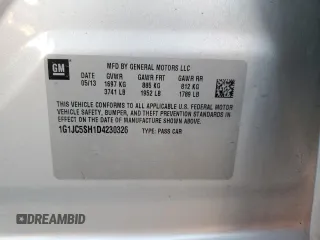 GM
MFD BY GENERAL MOTORS LLC
DATE GVWR GAWR FRT GAWR RR
05/13 1697 KG 885 KG 812 KG
3741 LB 1952 LB 1789 LB
THIS VEHICLE CONFORMS TO ALL APPLICABLE U.S. FEDERAL MOTOR
VEHICLE SAFETY, BUMPER, AND THEFT PREVENTION STANDARDS
IN EFFECT ON THE DATE OF MANUFACTURE SHOWN ABOVE.
1G1JC5SH1D4230326 TYPE: PASS CAR
DREAMBID